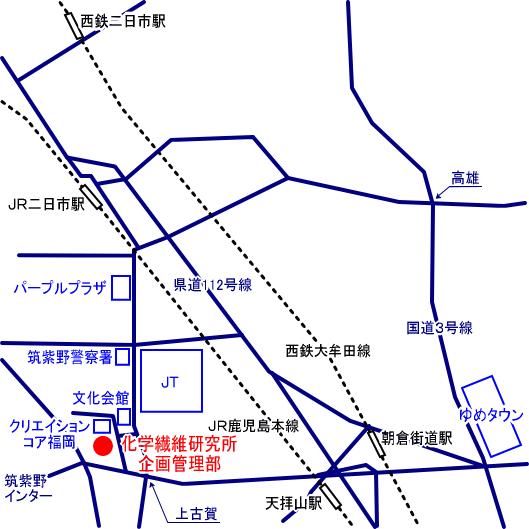 西鉄二日市駅
高雄
JR二日市駅
パープルプラザ
県道112号線
国道3号線
筑紫野警察署
西鉄大牟田線
JT
文化会館
ゆめタウン
クリエイション
コア福岡
JR鹿児島本線
化学繊維研究所
企画管理部
朝倉街道駅
筑紫野
インター
天拝山駅
上古賀